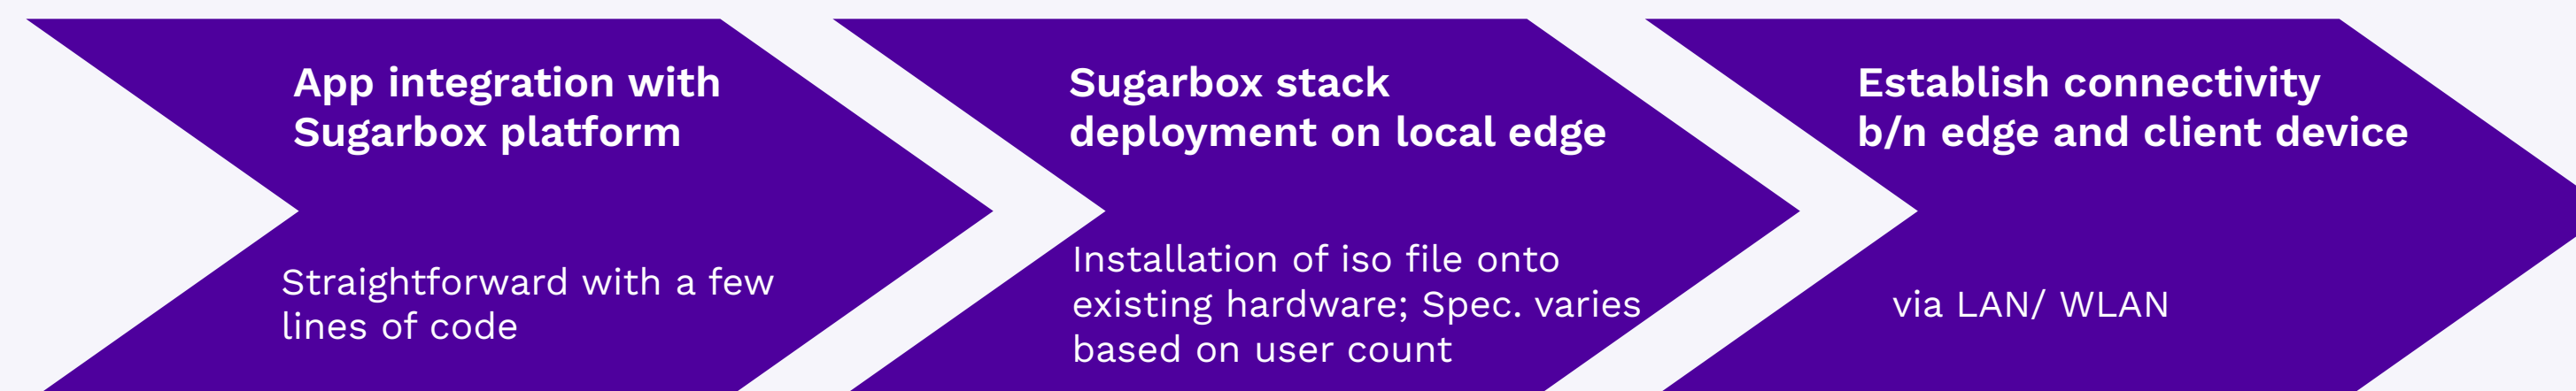 App integration with
Sugarbox platform
Straightforward with a few
lines of code
Sugarbox stack
deployment on local edge
Installation of iso file onto
existing hardware; Spec. varies
based on user count
Establish connectivity
b/n edge and client device
via LAN/ WLAN